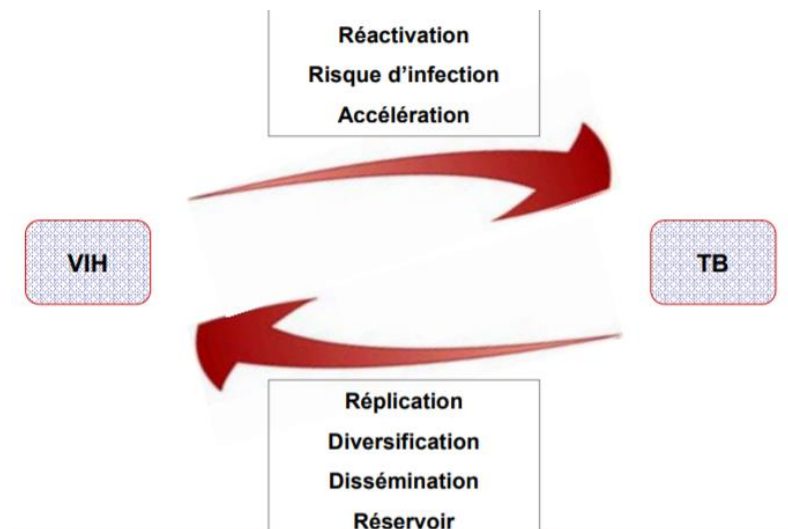 Réactivation
Risque d'infection
Accélération
VIH
TB
Réplication
Diversification
Dissémination
Réservoir